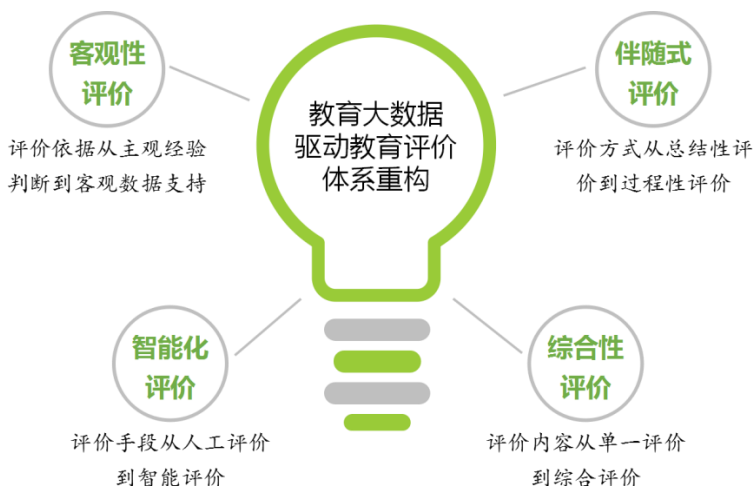 客观性
评价
评价依据从主观经验
判断到客观数据支持
教育大数据
驱动教育评价
体系重构
伴随式
评价
评价方式从总结性评
价到过程性评价
智能化
评价
评价手段从人工评价
到智能评价
综合性
评价
评价内容从单一评价
到综合评价